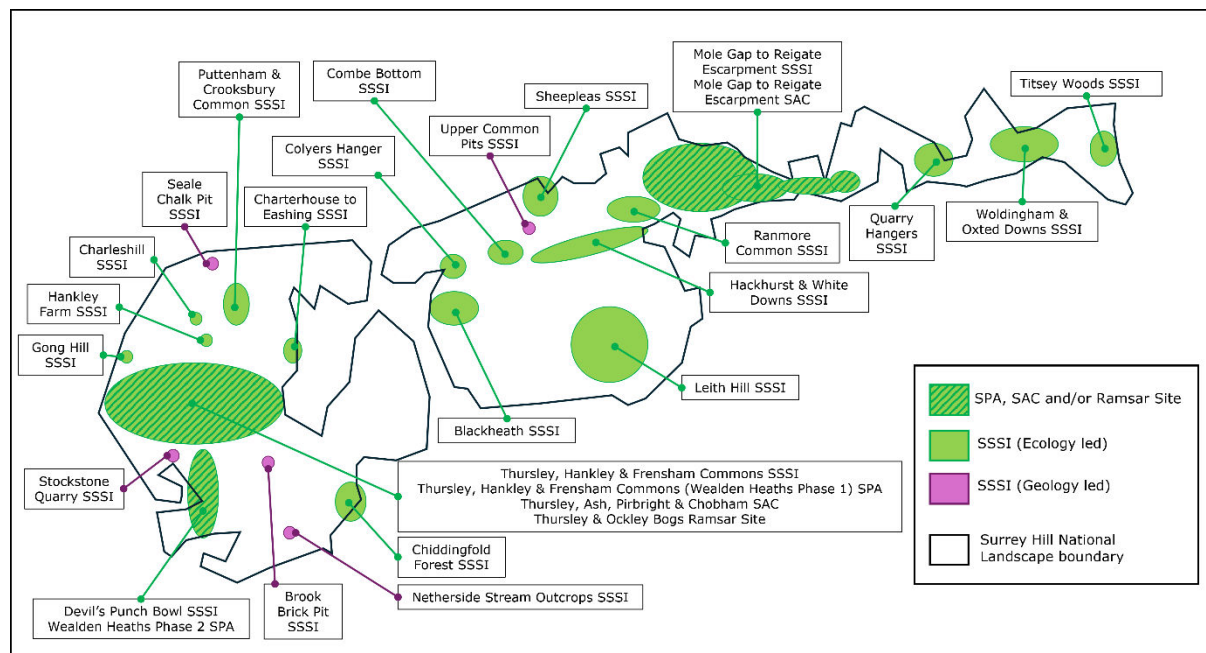 Puttenham &
Crooksbury
Common SSSI
Combe Bottom
SSSI
Sheepleas SSSI
Mole Gap to Reigate
Escarpment SSSI
Mole Gap to Reigate
Escarpment SAC
Titsey Woods SSSI
Upper Common
Pits SSSI
Colyers Hanger
SSSI
Seale
Chalk Pit
SSSI
Charterhouse to
Eashing SSSI
Charleshill
SSSI
Hankley
Farm SSSI
Gong Hill
SSSI
Quarry
Hangers
SSSI
Woldingham &
Oxted Downs SSSI
Ranmore
Common SSSI
Hackhurst & White
Downs SSSI
Leith Hill SSSI
Blackheath SSSI
Stockstone
Quarry SSSI
Thursley, Hankley & Frensham Commons SSSI
Thursley, Hankley & Frensham Commons (Wealden Heaths Phase 1) SPA
Thursley, Ash, Pirbright & Chobham SAC
Thursley & Ockley Bogs Ramsar Site
Chiddingfold
Forest SSSI
Netherside Stream Outcrops SSSI
Brook
Brick Pit
SSSI
Devil's Punch Bowl SSSI
Wealden Heaths Phase 2 SPA
SPA, SAC and/or Ramsar Site
SSSI (Ecology led)
SSSI (Geology led)
Surrey Hill National
Landscape boundary